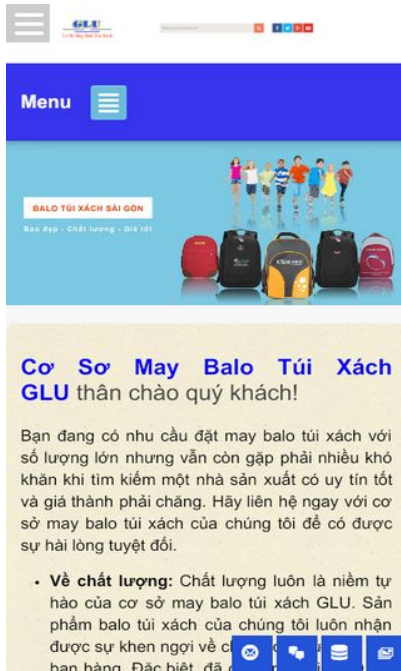 GLU
Menu
BALO TÚI XÁCH SÀI GÒN
Bao đẹp - Chất lượng - Giá tốt
Cơ Sơ May Balo Túi Xách
GLU thân chào quý khách!
Bạn đang có nhu cầu đặt may balo túi xách với
số lượng lớn nhưng vẫn còn gặp phải nhiều khó
khăn khi tìm kiếm một nhà sản xuất có uy tín tốt
và giá thành phải chăng. Hãy liên hệ ngay với cơ
sở may balo túi xách của chúng tôi để có được
sự hài lòng tuyệt đối.
• Về chất lượng: Chất lượng luôn là niềm tự
hào của cơ sở may balo túi xách GLU. Sản
phẩm balo túi xách của chúng tôi luôn nhận
được sự khen ngợi về
bạn hàng. Đặc biệt, đã